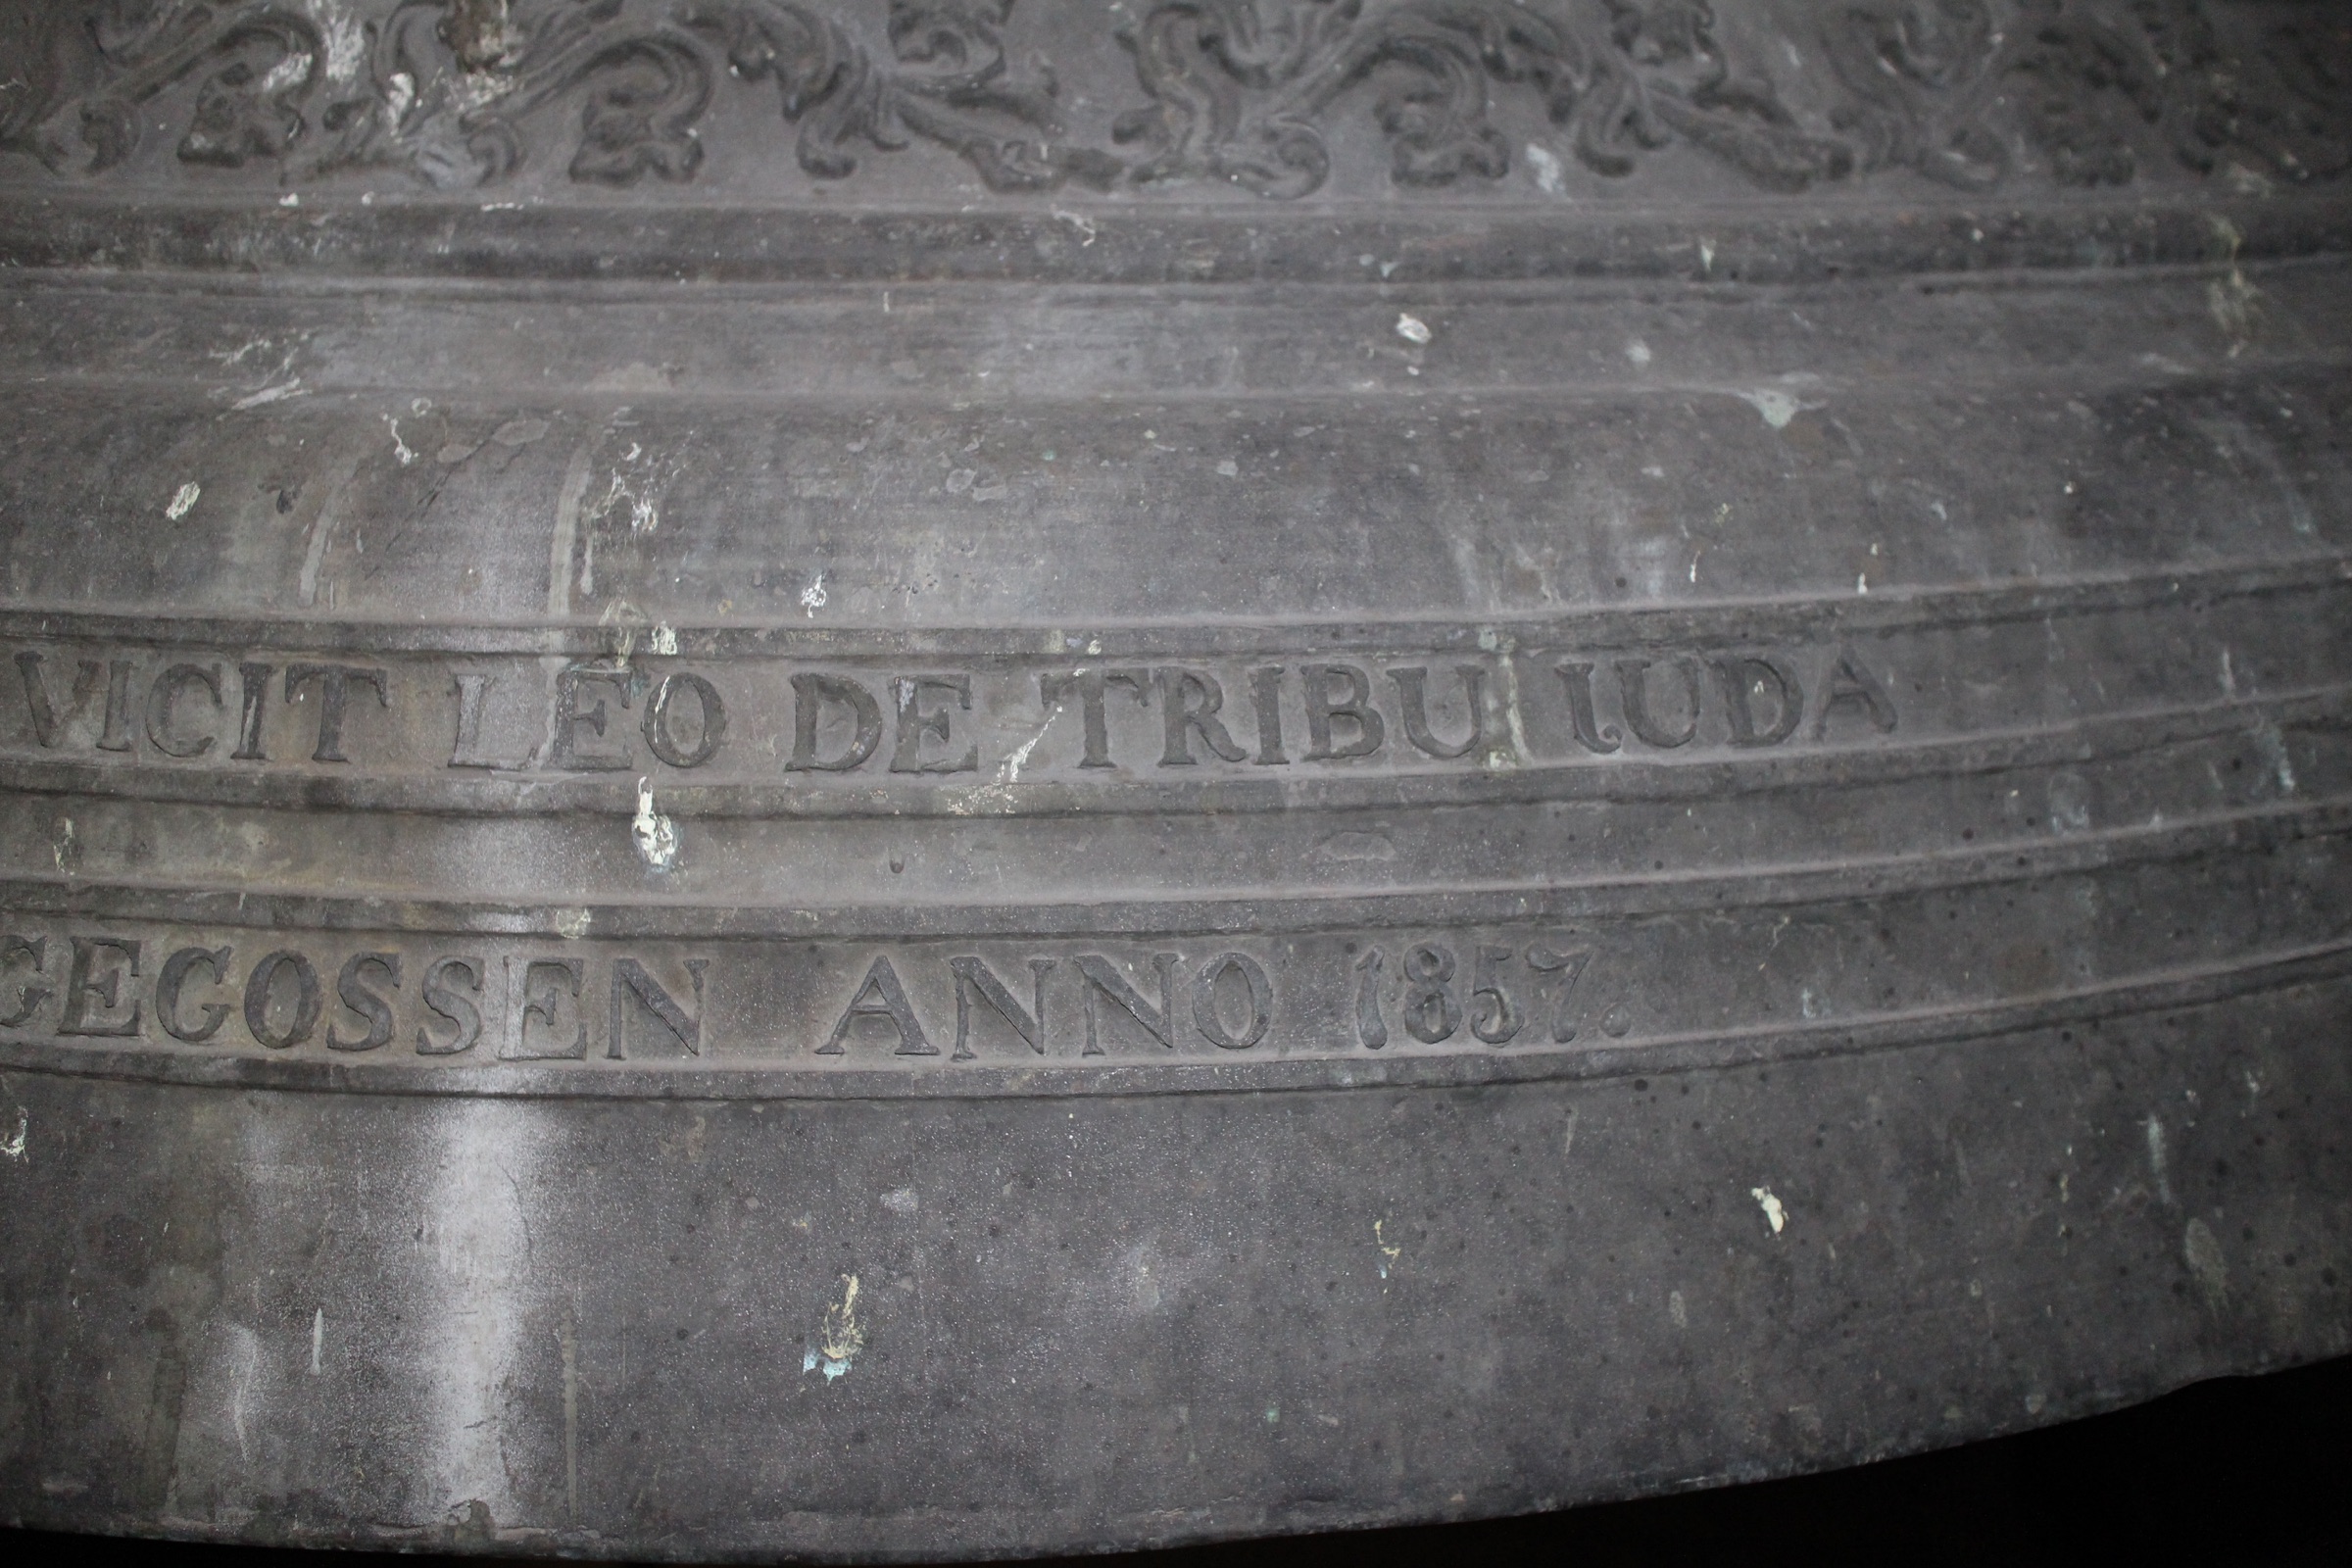 VICIT LEO DE TRIBU IUDA
GEGOSSEN ANNO 1857.